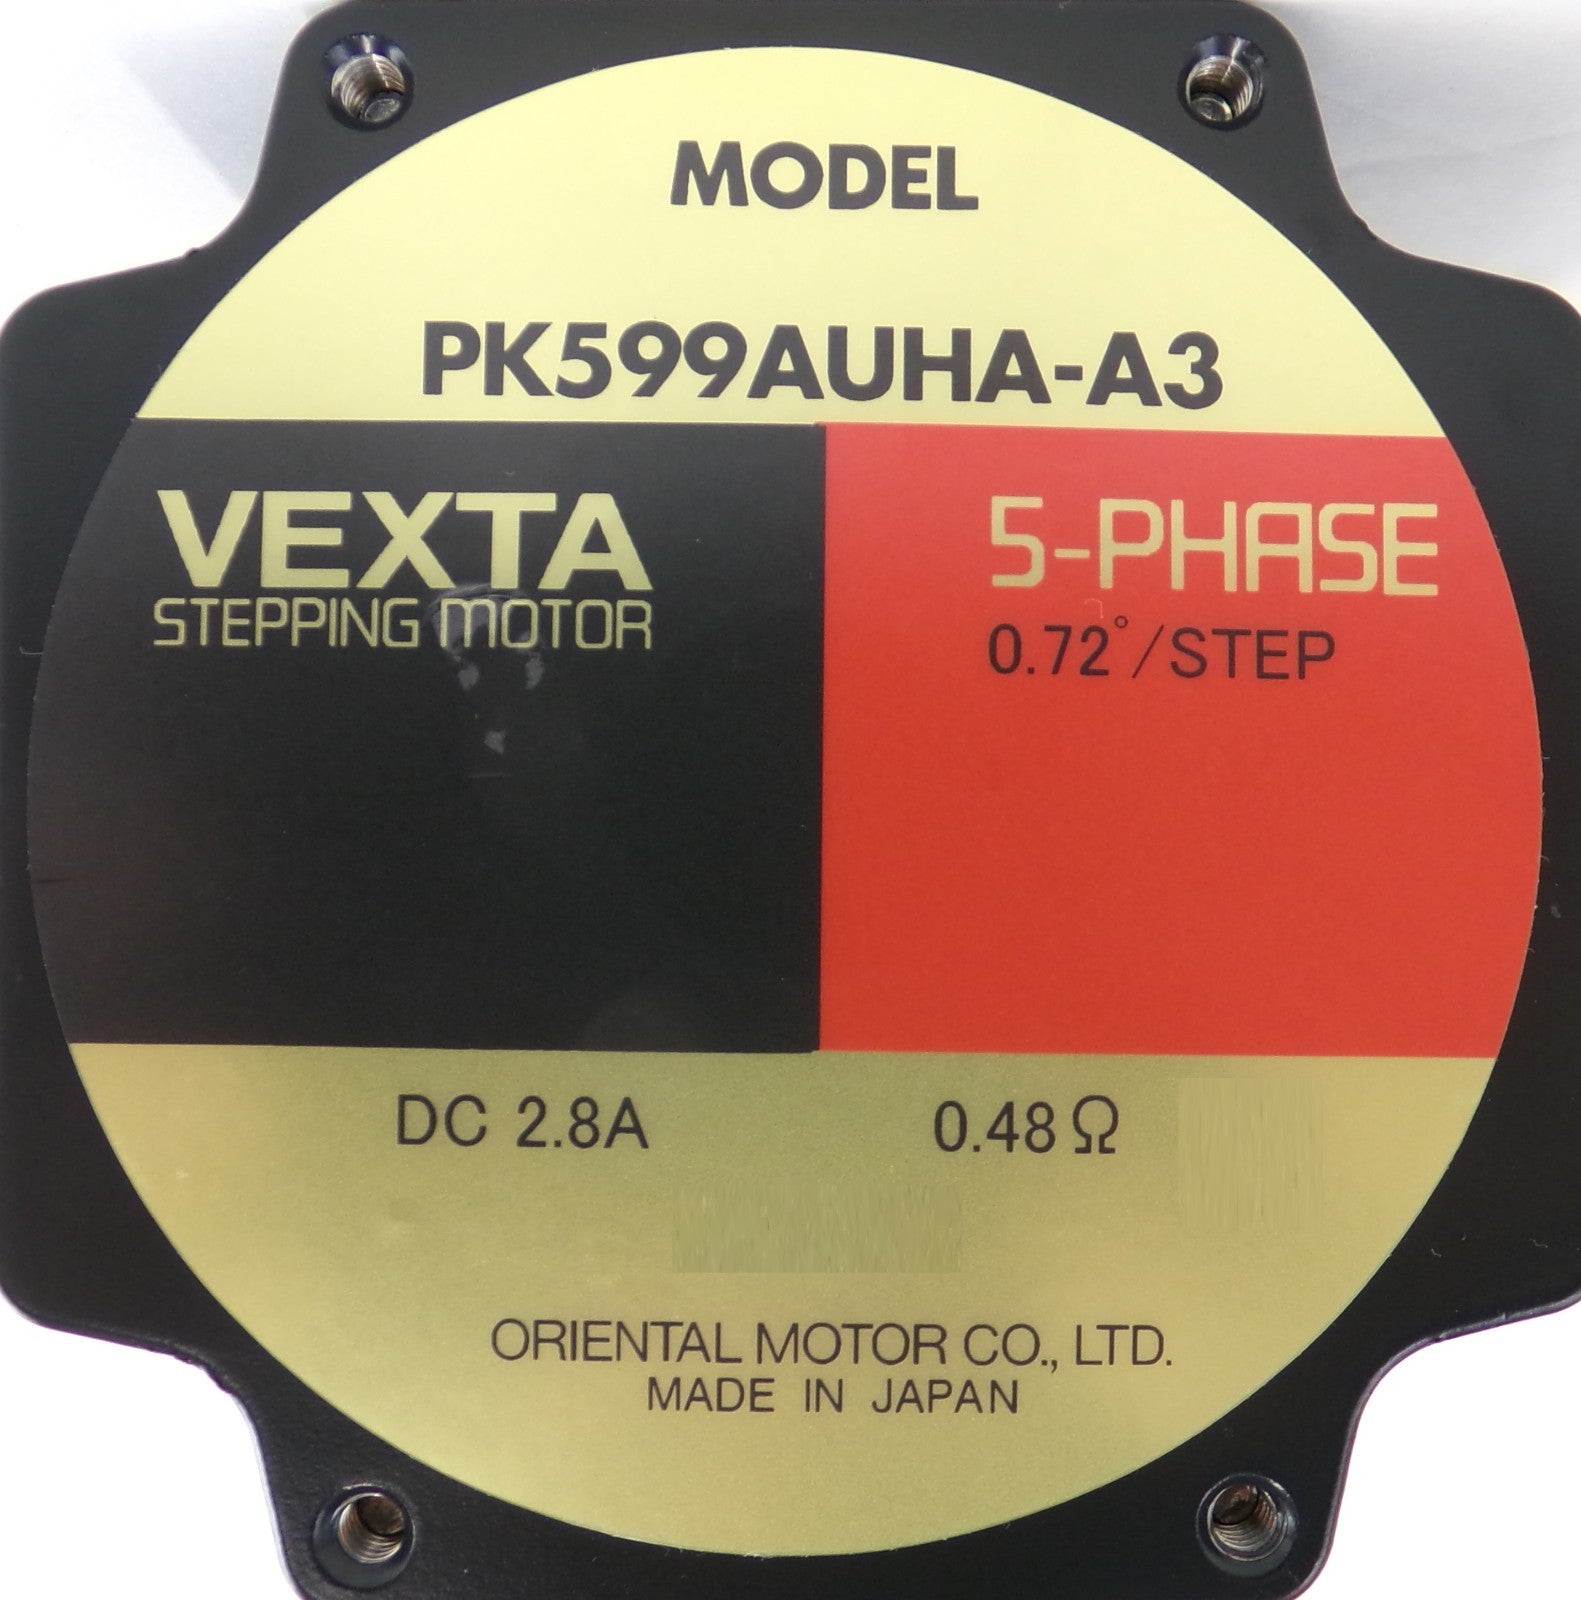 MODEL
PK599AUHA-A3
VEXTA
STEPPING MOTOR
5-PHASE
0.72°/STEP
DC 2.8A
0.48Ω
ORIENTAL MOTOR CO., LTD.
MADE IN JAPAN